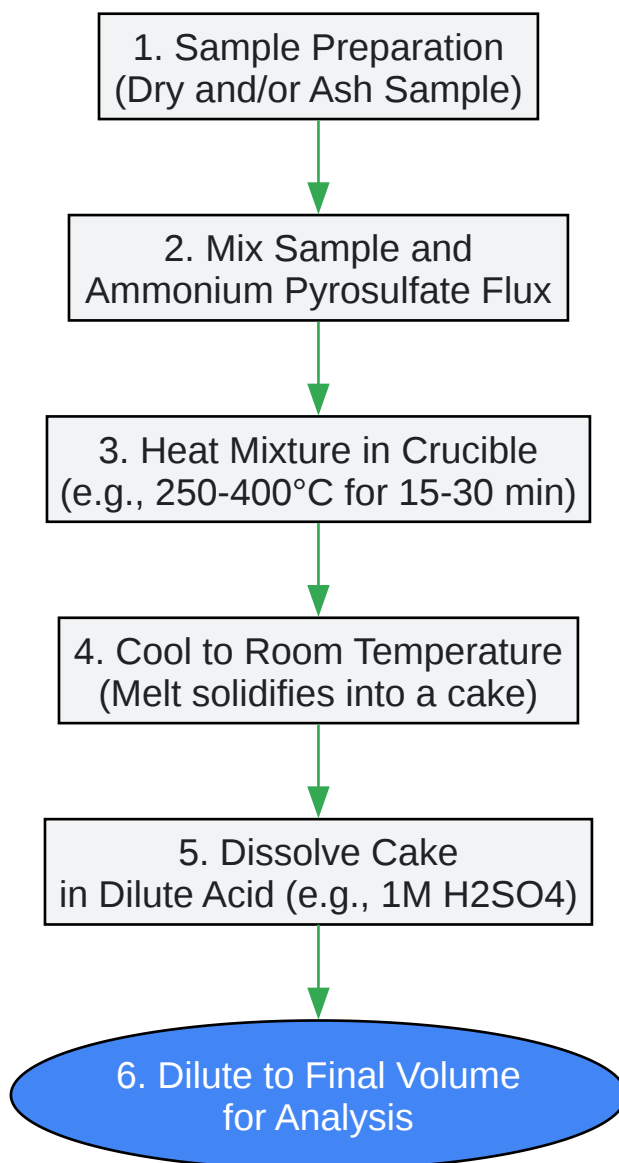 1. Sample Preparation
(Dry and/or Ash Sample)
2. Mix Sample and
Ammonium Pyrosulfate Flux
3. Heat Mixture in Crucible
(e.g., 250-400°C for 15-30 min)
4. Cool to Room Temperature
(Melt solidifies into a cake)
5. Dissolve Cake
in Dilute Acid (e.g., 1M H2SO4)
6. Dilute to Final Volume
for Analysis